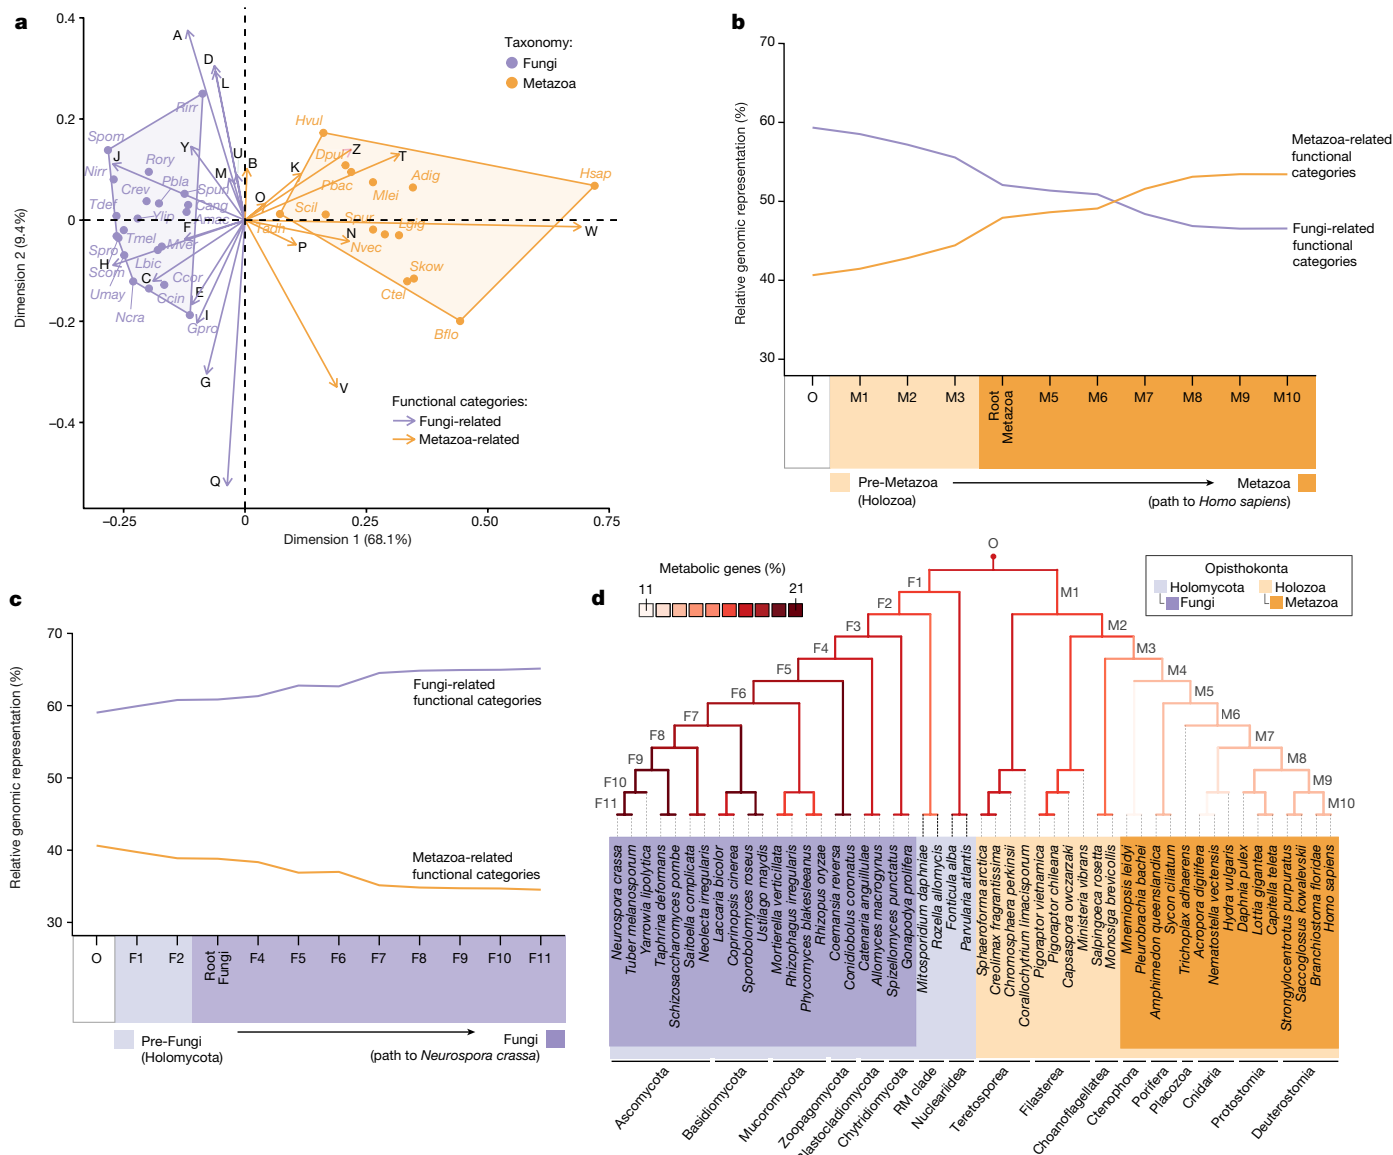 a
0.4
0.2
0
−0.2
−0.4
Dimension 2 (9.4%)
−0.25
0
0.25
0.50
0.75
Dimension 1 (68.1%)
Taxonomy:
Fungi
Metazoa
A
D
L
Rirr
Spom
J
Y
U
B
Nirr
Rory
M
Crev
Pbla
Spun
O
Tdef
Ylip
Cang
Amac
F
Tmel
Mver
Spro
H
Lbic
Scom
C
Ccor
E
Umay
Ccin
I
Ncra
Gpro
G
Q
Hvul
K
Dpul
Z
T
Pbac
Mlei
Adig
Hsap
Scil
Tadh
Spur
Lgig
W
P
N
Nvec
Skow
Ctel
Bflo
V
Functional categories:
Fungi-related
Metazoa-related
b
70
60
50
40
30
Relative genomic representation (%)
Metazoa-related
functional
categories
Fungi-related
functional
categories
O
M1
M2
M3
Root
Metazoa
M5
M6
M7
M8
M9
M10
Pre-Metazoa
(Holozoa)
Metazoa
(path to Homo sapiens)
c
70
60
50
40
30
Relative genomic representation (%)
Fungi-related
functional categories
Metazoa-related
functional categories
O
F1
F2
Root
Fungi
F4
F5
F6
F7
F8
F9
F10
F11
Pre-Fungi
(Holomycota)
Fungi
(path to Neurospora crassa)
d
Metabolic genes (%)
11
21
Opisthokonta
Holomycota
Holozoa
Fungi
Metazoa
O
F1
F2
F3
F4
F5
F6
F7
F8
F9
F10
F11
M1
M2
M3
M4
M5
M6
M7
M8
M9
M10
Neurospora crassa
Tuber melanosporum
Yarrowia lipolytica
Taphrina deformans
Schizosaccharomyces pombe
Saitoella complicata
Neolecta irregularis
Laccaria bicolor
Coprinopsis cinerea
Sporobolomyces roseus
Ustilago maydis
Mortierella verticillata
Rhizophagus irregularis
Phycomyces blakesleeanus
Rhizopus oryzae
Coemansia reversa
Conidiobolus coronatus
Catenaria anguillulae
Allomyces macrogynus
Spizellomyces punctatus
Gonapodya prolifera
Mitosporidium daphniae
Rozella allomycis
Fonticula alba
Parvularia atlantis
Sphaeroforma arctica
Creolimax fragrantissima
Chromosphaera perkinsii
Corallochytrium limacisporum
Pigoraptor vietnamica
Pigoraptor chileana
Capsaspora owczarzaki
Ministeria vibrans
Salpingoeca rosetta
Monosiga brevicollis
Mnemiopsis leidyi
Pleurobrachia bachei
Amphimedon queenslandica
Sycon ciliatum
Trichoplax adhaerens
Acropora digitifera
Nematostella vectensis
Hydra vulgaris
Daphnia pulex
Lottia gigantea
Capitella teleta
Strongylocentrotus purpuratus
Saccoglossus kowalevskii
Branchiostoma floridae
Homo sapiens
Ascomycota
Basidiomycota
Mucoromycota
Zoopagomycota
Blastocladiomycota
Chytridiomycota
RM clade
Nucleariidea
Teretosporea
Filasterea
Choanoflagellatea
Ctenophora
Porifera
Placozoa
Cnidaria
Protostomia
Deuterostomia